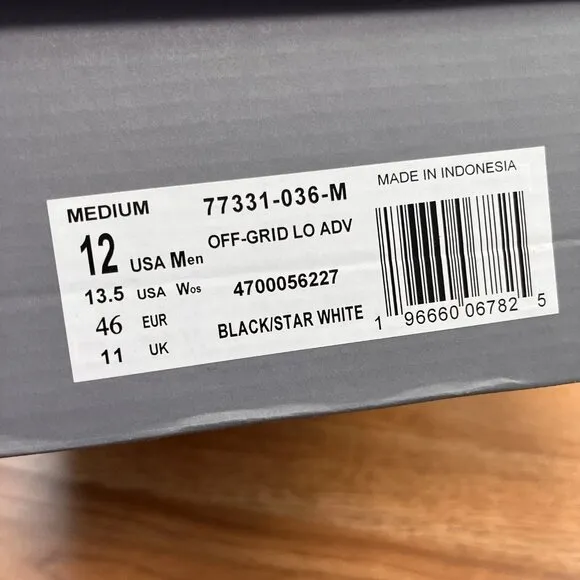 MEDIUM 77331-036-M MADE IN INDONESIA
12 USA Men OFF-GRID LO ADV
13.5 USA Wos 4700056227
46 EUR BLACK/STAR WHITE
11 UK
1 96660 06782 5